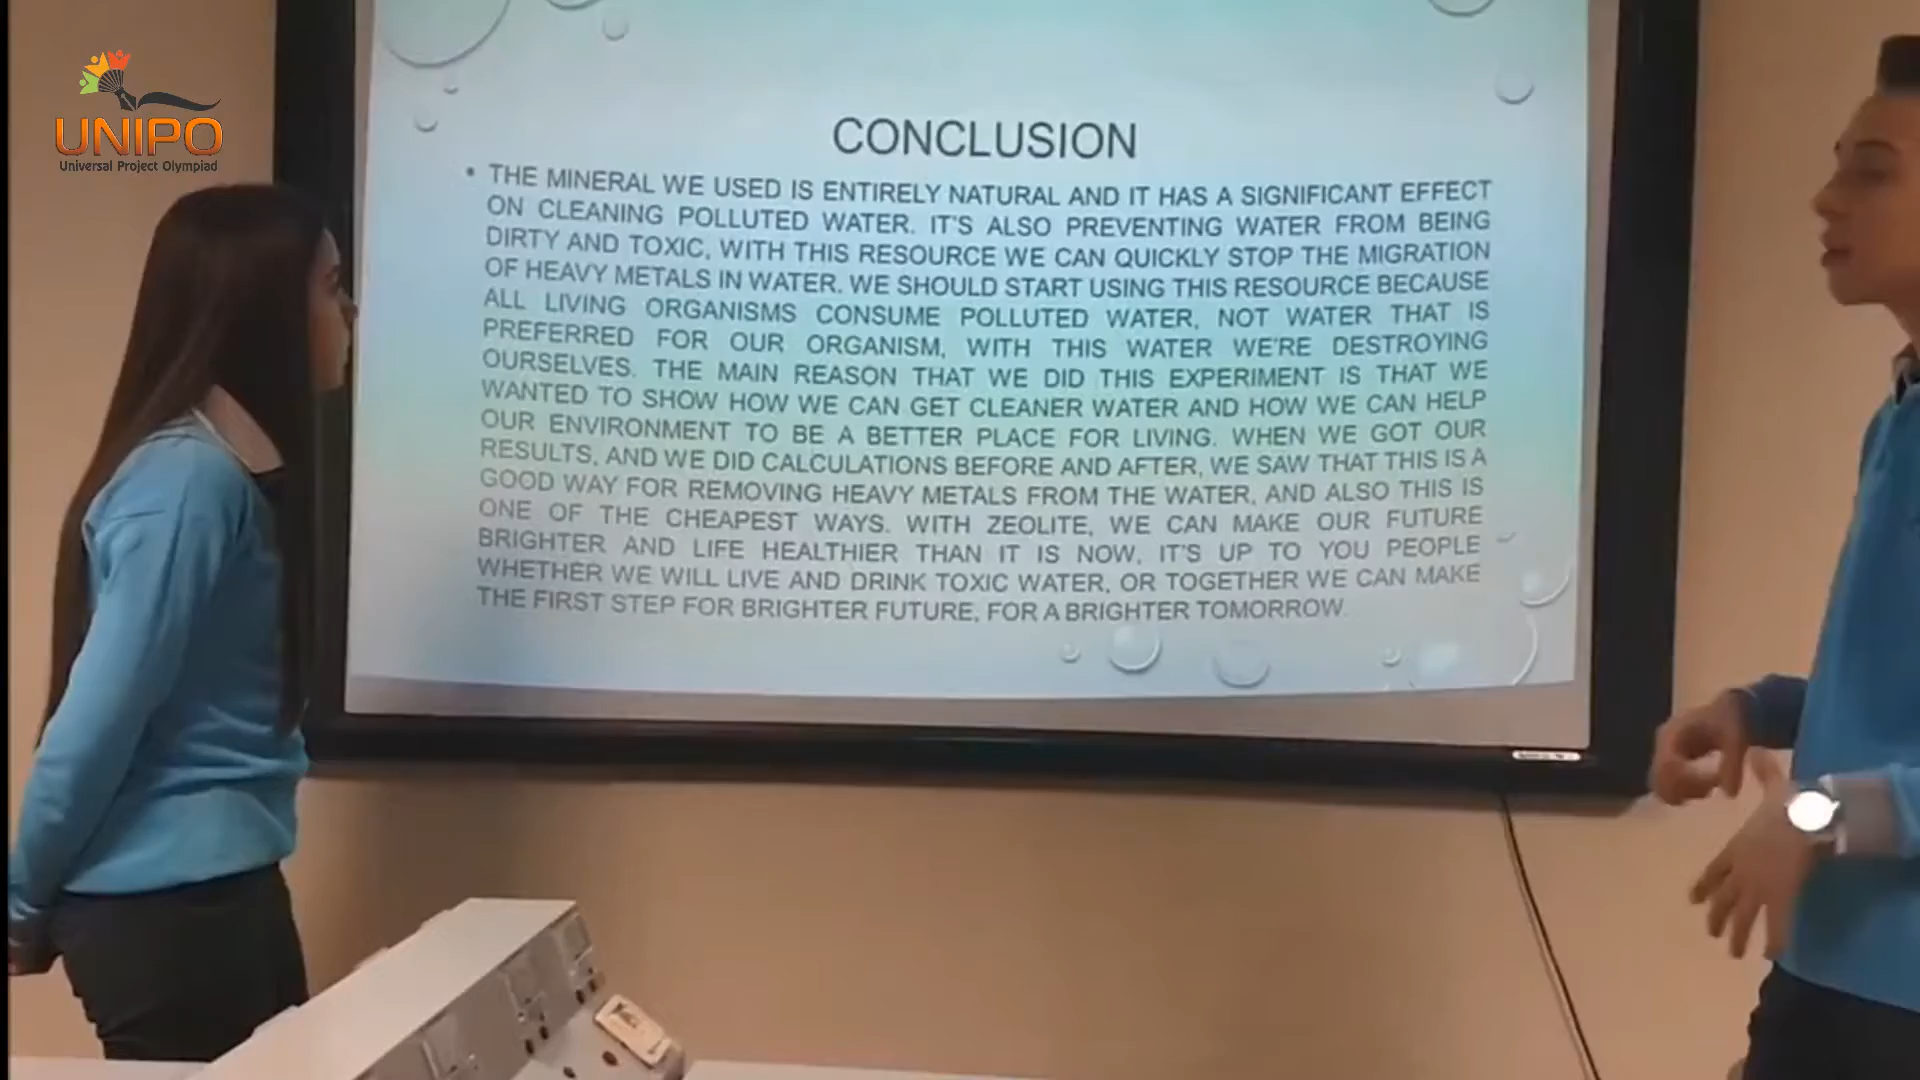 UNIPO
Universal Project Olympiad
CONCLUSION
• THE MINERAL WE USED IS ENTIRELY NATURAL AND IT HAS A SIGNIFICANT EFFECT
ON CLEANING POLLUTED WATER. IT'S ALSO PREVENTING WATER FROM BEING
DIRTY AND TOXIC, WITH THIS RESOURCE WE CAN QUICKLY STOP THE MIGRATION
OF HEAVY METALS IN WATER. WE SHOULD START USING THIS RESOURCE BECAUSE
ALL LIVING ORGANISMS CONSUME POLLUTED WATER, NOT WATER THAT IS
PREFERRED FOR OUR ORGANISM, WITH THIS WATER WE'RE DESTROYING
OURSELVES. THE MAIN REASON THAT WE DID THIS EXPERIMENT IS THAT WE
WANTED TO SHOW HOW WE CAN GET CLEANER WATER AND HOW WE CAN HELP
OUR ENVIRONMENT TO BE A BETTER PLACE FOR LIVING. WHEN WE GOT OUR
RESULTS, AND WE DID CALCULATIONS BEFORE AND AFTER, WE SAW THAT THIS IS A
GOOD WAY FOR REMOVING HEAVY METALS FROM THE WATER, AND ALSO THIS IS
ONE OF THE CHEAPEST WAYS. WITH ZEOLITE, WE CAN MAKE OUR FUTURE
BRIGHTER AND LIFE HEALTHIER THAN IT IS NOW, IT'S UP TO YOU PEOPLE
WHETHER WE WILL LIVE AND DRINK TOXIC WATER, OR TOGETHER WE CAN MAKE
THE FIRST STEP FOR BRIGHTER FUTURE, FOR A BRIGHTER TOMORROW.